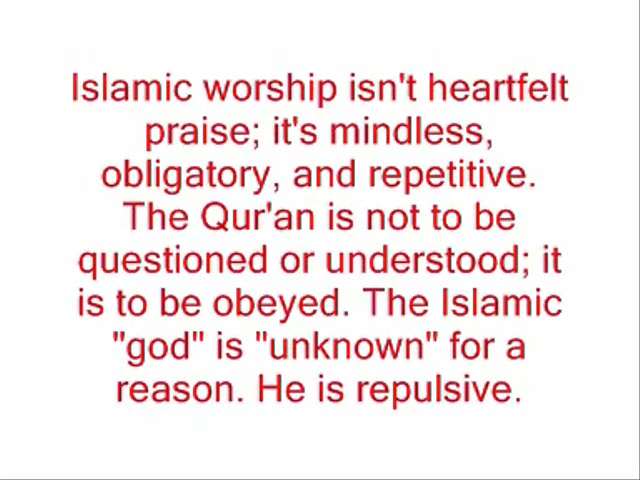 Islamic worship isn't heartfelt
praise; it's mindless,
obligatory, and repetitive.
The Qur'an is not to be
questioned or understood; it
is to be obeyed. The Islamic
"god" is "unknown" for a
reason. He is repulsive.